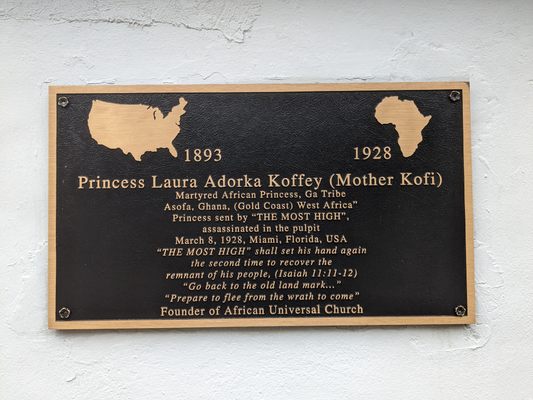 1893 1928
Princess Laura Adorka Koffey (Mother Kofi)
Martyred African Princess, Ga Tribe
Asofa, Ghana, (Gold Coast) West Africa"
Princess sent by "THE MOST HIGH",
assassinated in the pulpit
March 8, 1928, Miami, Florida, USA
"THE MOST HIGH" shall set his hand again
the second time to recover the
remnant of his people, (Isaiah 11:11-12)
"Go back to the old land mark..."
"Prepare to flee from the wrath to come"
Founder of African Universal Church